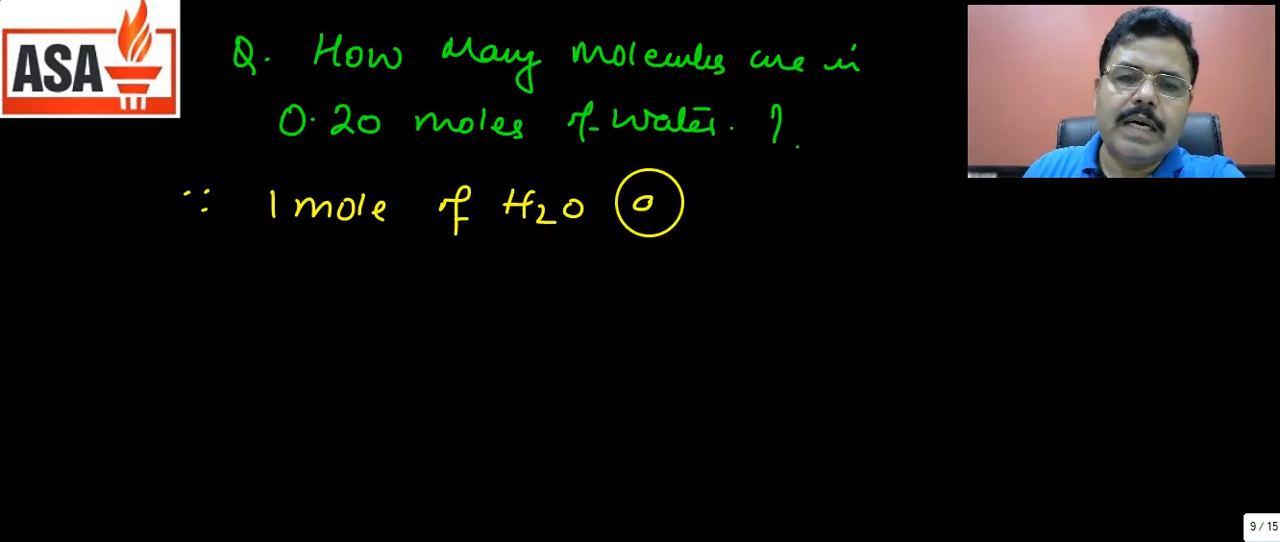 ASA
Q. How Many molecules are in
0.20 moles of Water. ?
∵ 1 mole of H2O
9 / 15